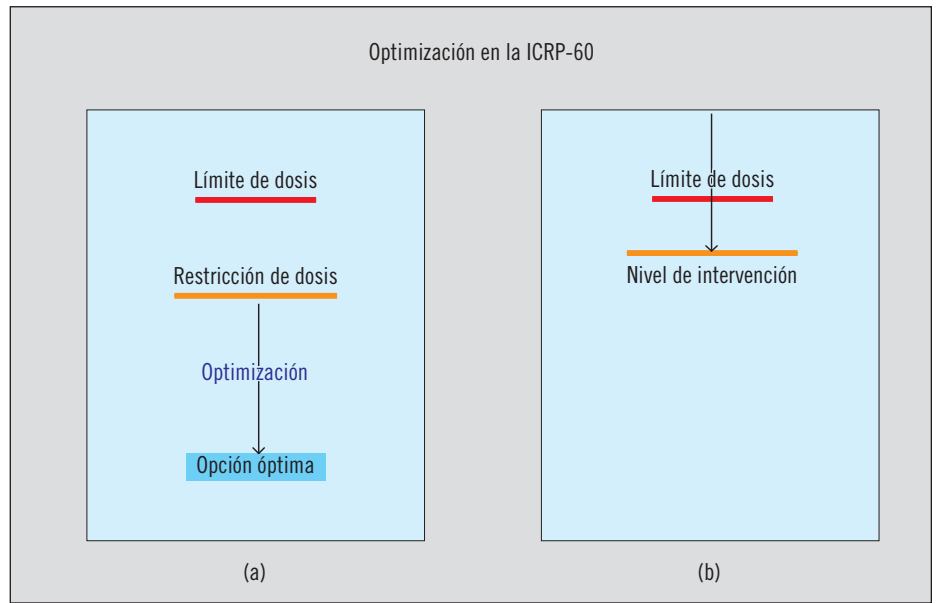 Optimización en la ICRP-60
Límite de dosis
Restricción de dosis
Optimización
Opción óptima
(a)
Límite de dosis
Nivel de intervención
(b)